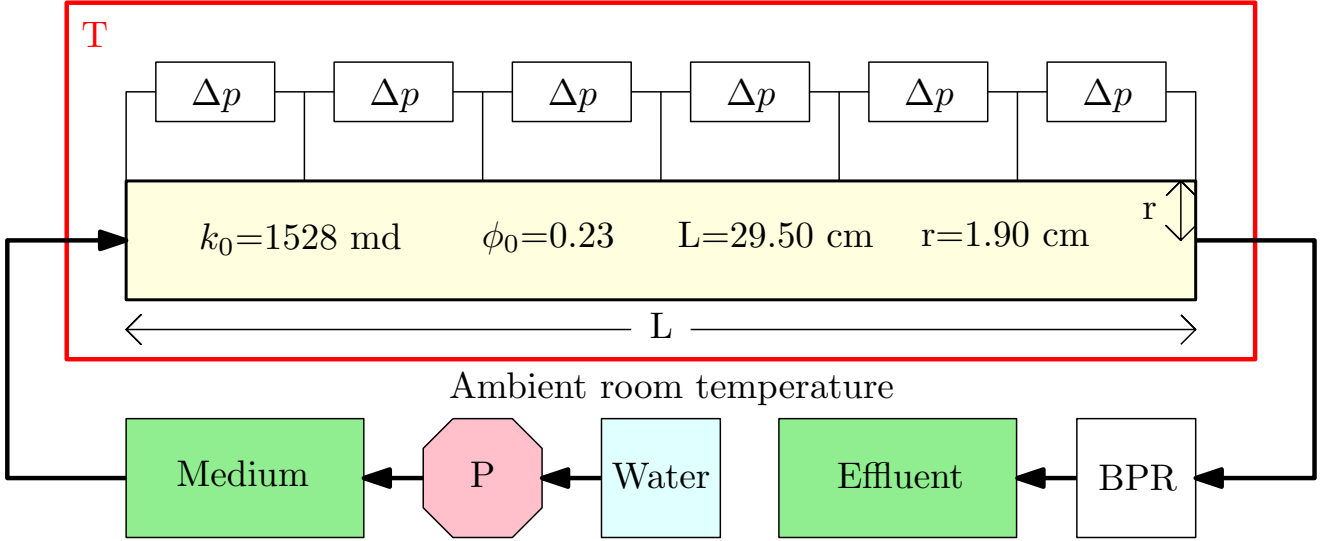 T
Δp Δp Δp Δp Δp Δp
k₀=1528 md ϕ₀=0.23 L=29.50 cm r=1.90 cm
r
L
Ambient room temperature
Medium P Water Effluent BPR